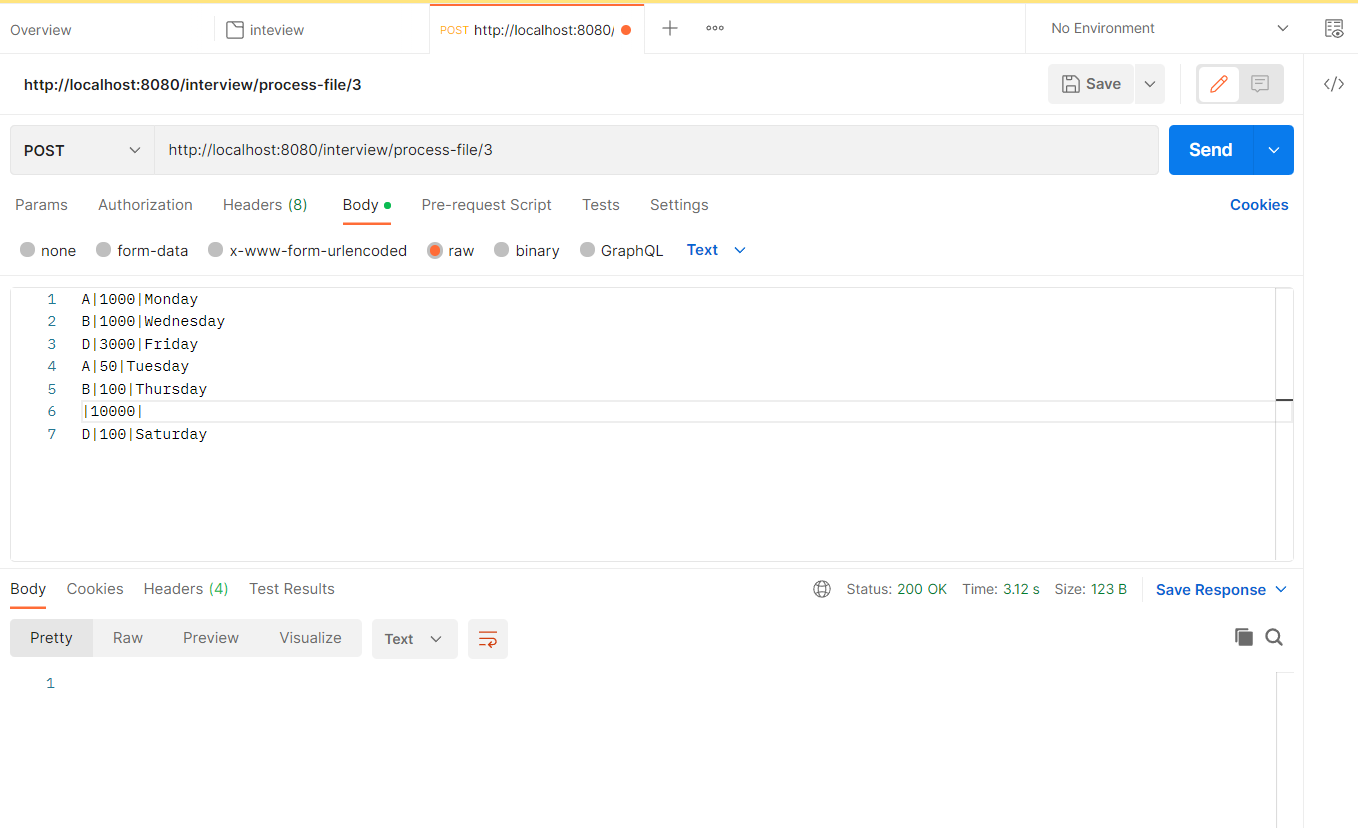 Overview
inteview
POST http://localhost:8080/
No Environment
http://localhost:8080/interview/process-file/3
Save
POST
http://localhost:8080/interview/process-file/3
Send
Params Authorization Headers (8) Body Pre-request Script Tests Settings Cookies
none form-data x-www-form-urlencoded raw binary GraphQL Text
1 A|1000|Monday
2 B|1000|Wednesday
3 D|3000|Friday
4 A|50|Tuesday
5 B|100|Thursday
6 |10000|
7 D|100|Saturday
Body Cookies Headers (4) Test Results Status: 200 OK Time: 3.12 s Size: 123 B Save Response
Pretty Raw Preview Visualize Text
1